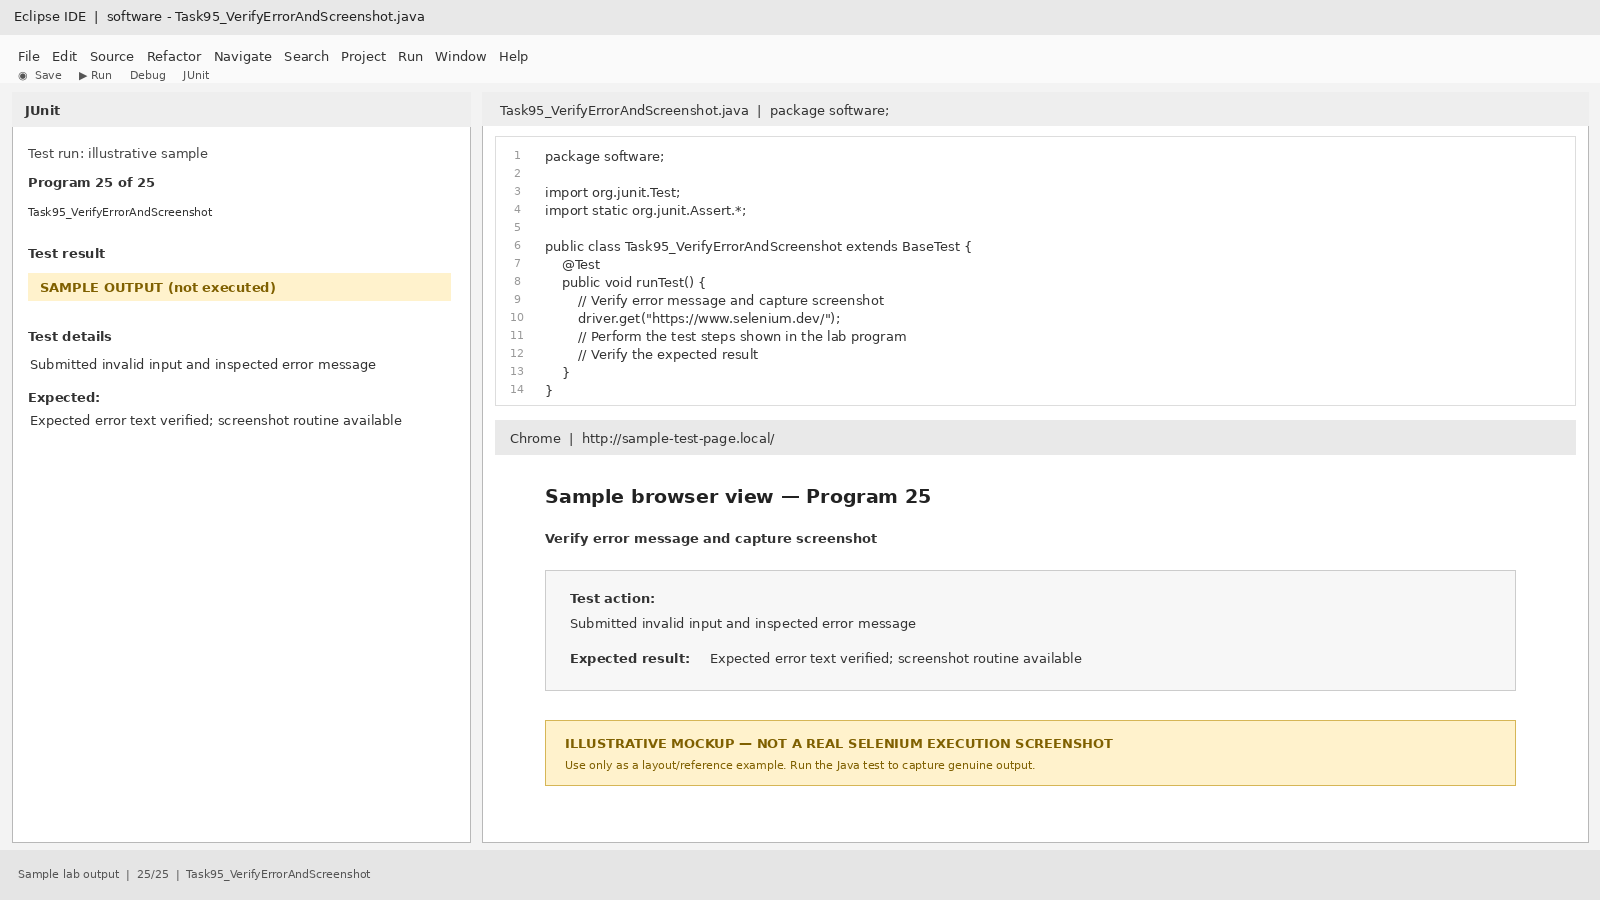 Eclipse IDE | software - Task95_VerifyErrorAndScreenshot.java
File Edit Source Refactor Navigate Search Project Run Window Help
◉ Save ▶ Run Debug JUnit
JUnit
Test run: illustrative sample
Program 25 of 25
Task95_VerifyErrorAndScreenshot
Test result
SAMPLE OUTPUT (not executed)
Test details
Submitted invalid input and inspected error message
Expected:
Expected error text verified; screenshot routine available
Task95_VerifyErrorAndScreenshot.java | package software;
1 package software;
2
3 import org.junit.Test;
4 import static org.junit.Assert.*;
5
6 public class Task95_VerifyErrorAndScreenshot extends BaseTest {
7 @Test
8 public void runTest() {
9 // Verify error message and capture screenshot
10 driver.get("https://www.selenium.dev/");
11 // Perform the test steps shown in the lab program
12 // Verify the expected result
13 }
14 }
Chrome | http://sample-test-page.local/
Sample browser view — Program 25
Verify error message and capture screenshot
Test action:
Submitted invalid input and inspected error message
Expected result: Expected error text verified; screenshot routine available
ILLUSTRATIVE MOCKUP — NOT A REAL SELENIUM EXECUTION SCREENSHOT
Use only as a layout/reference example. Run the Java test to capture genuine output.
Sample lab output | 25/25 | Task95_VerifyErrorAndScreenshot